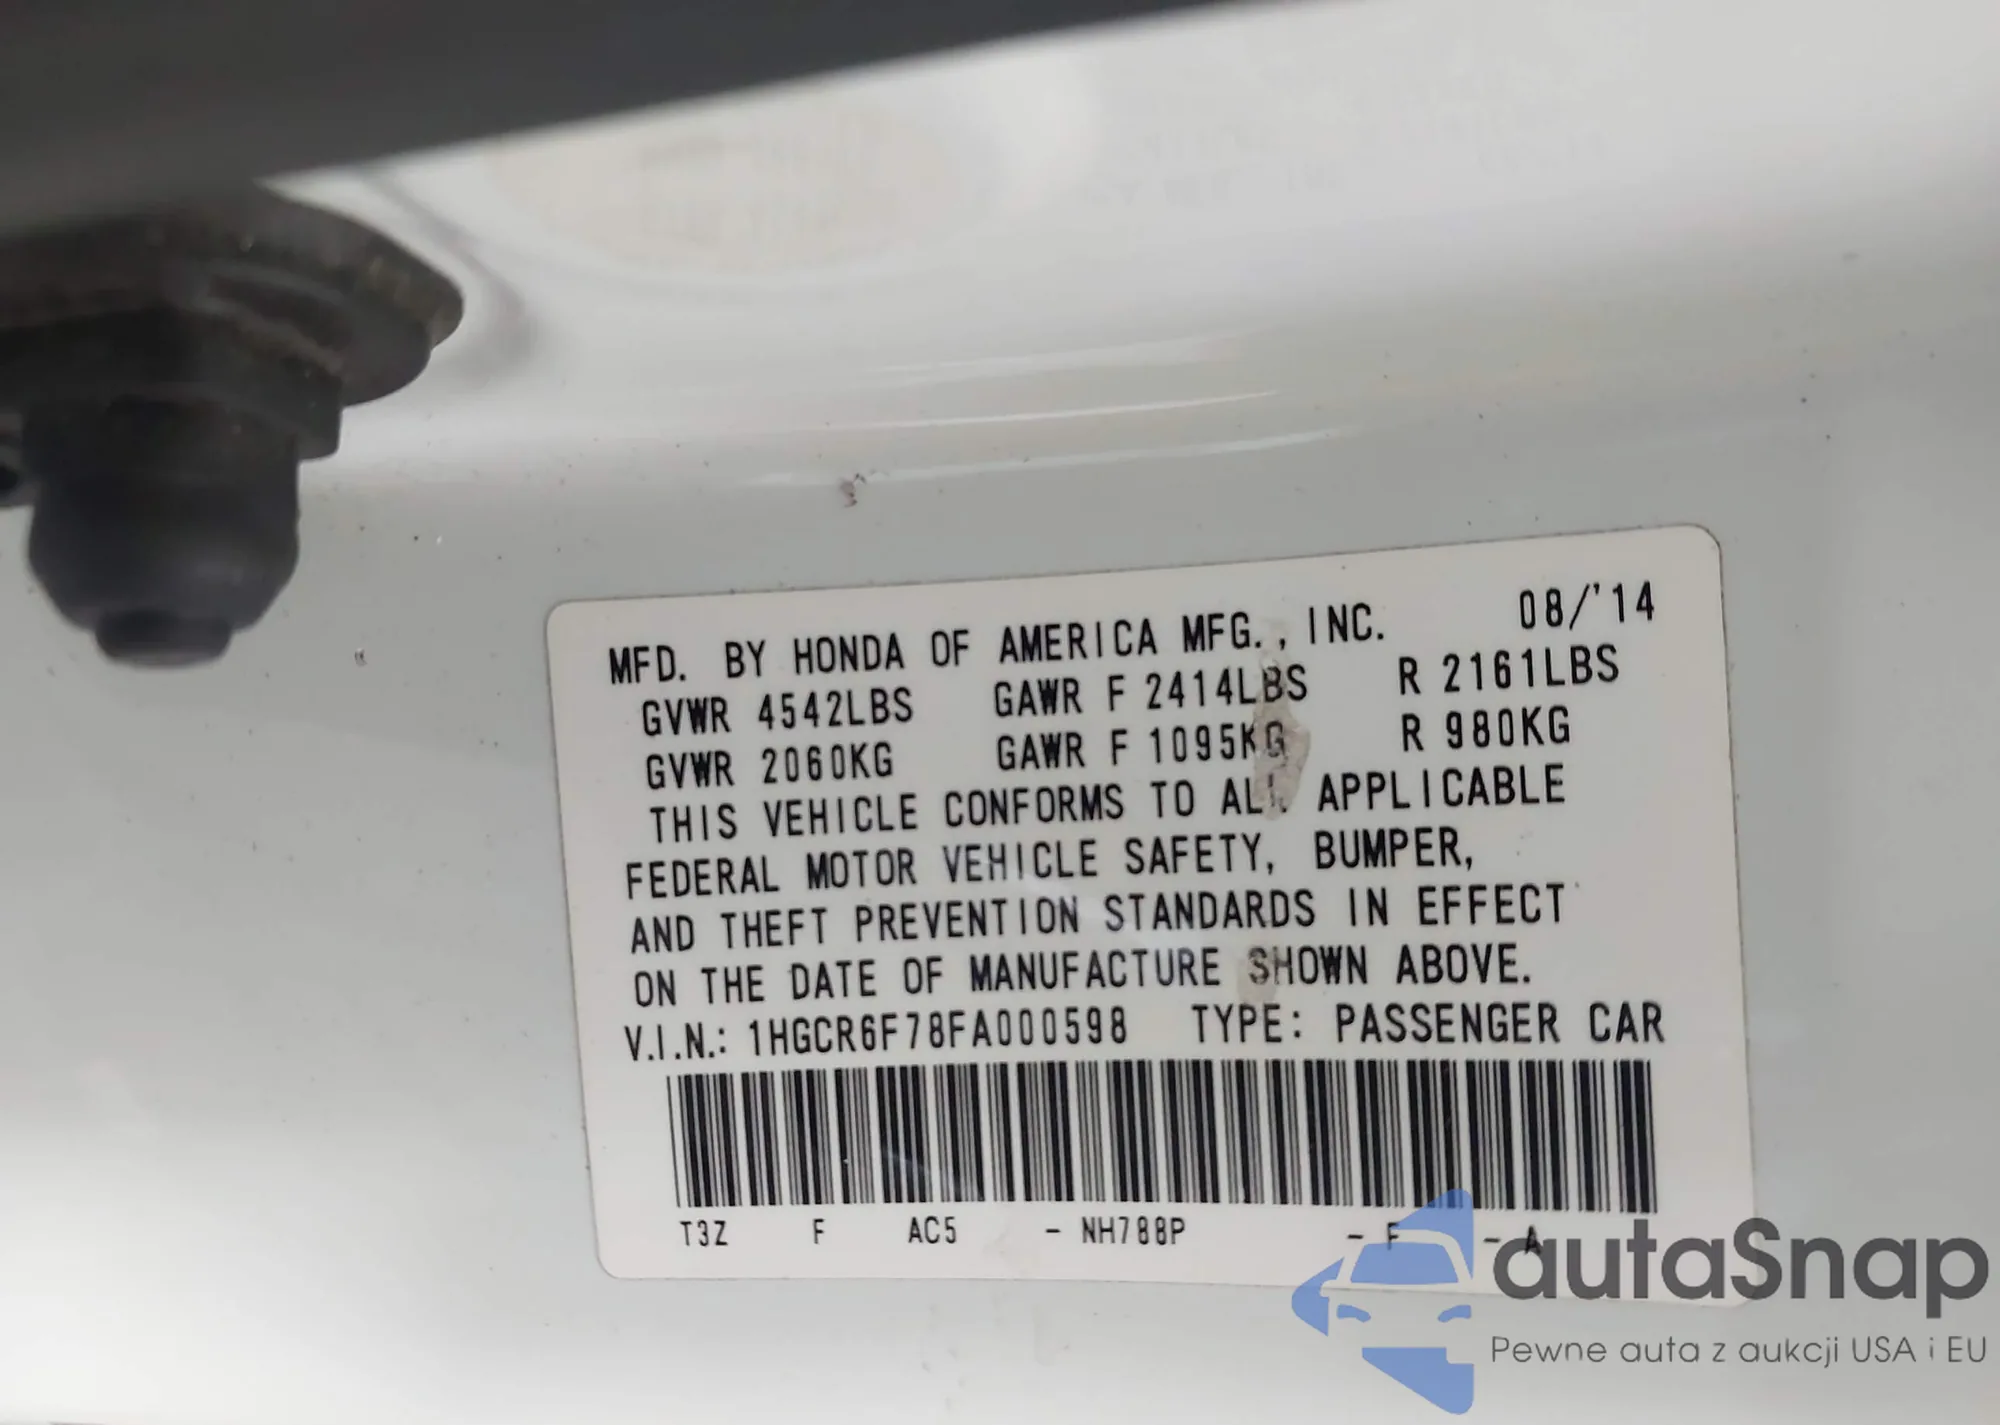 MFD. BY HONDA OF AMERICA MFG., INC. 08/'14
GVWR 4542LBS GAWR F 2414LBS R 2161LBS
GVWR 2060KG GAWR F 1095KG R 980KG
THIS VEHICLE CONFORMS TO ALL APPLICABLE
FEDERAL MOTOR VEHICLE SAFETY, BUMPER,
AND THEFT PREVENTION STANDARDS IN EFFECT
ON THE DATE OF MANUFACTURE SHOWN ABOVE.
V.I.N.: 1HGCR6F78FA000598 TYPE: PASSENGER CAR
T3Z F AC5 - NH788P - F - A
autaSnap
Pewne auta z aukcji USA i EU